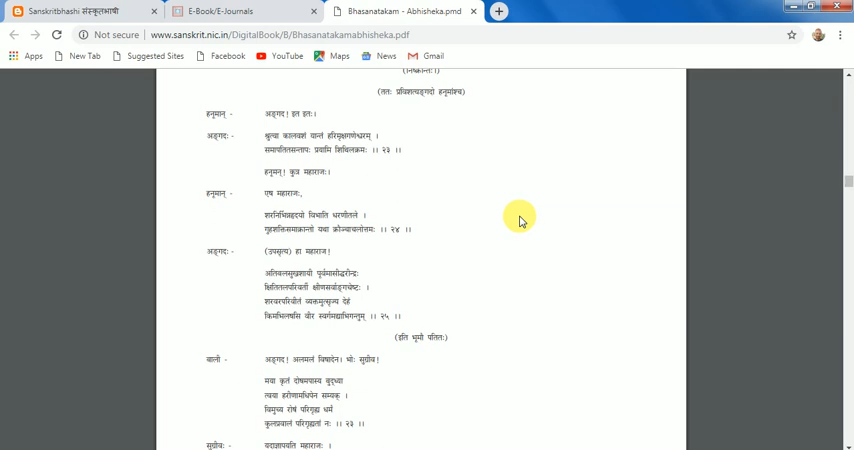 Sanskritbhashi संस्कृतभाषी
E-Book/E-Journals
Bhasanatakam - Abhisheka.pmd
Not secure
www.sanskrit.nic.in/DigitalBook/B/Bhasanatakamabhisheka.pdf
Apps New Tab Suggested Sites Facebook YouTube Maps News Gmail
(निष्क्रान्तः।)
(ततः प्रविशत्यङ्गदो हनूमांश्च)
हनूमान् - अङ्गद! इत इतः।
अङ्गदः - श्रुत्वा कालवशं यान्तं हरिमृक्षगणेश्वरम् ।
समापतितसन्तापः प्रयामि शिथिलक्रमः ।। २३ ।।
हनूमन्! कुत्र महाराजः।
हनूमान् - एष महाराजः,
शरनिर्भिन्नहृदयो विभाति धरणीतले ।
गुहशक्तिसमाक्रान्तो यथा क्रौञ्चाचलोत्तमः ।। २४ ।।
अङ्गदः - (उपसृत्य) हा महाराज!
अतिबलसुखशायी पूर्वमासीद्धरीन्द्रः
क्षितितलपरिवर्ती क्षीणसर्वाङ्गचेष्टः ।
शरवरपरिवीतं व्यक्तमुत्सृज्य देहं
किमभिलषसि वीर स्वर्गमद्याभिगन्तुम् ।। २५ ।।
(इति भूमौ पतितः)
वाली - अङ्गद! अलमलं विषादेन। भोः सुग्रीव!
मया कृतं दोषमपास्य बुद्ध्या
त्वया हरीणामधिपेन सम्यक् ।
विमुच्य रोषं परिगृह्य धर्मं
कुलप्रवालं परिगृह्यतां नः ।। २३ ।।
सुग्रीवः - यदाज्ञापयति महाराजः ।